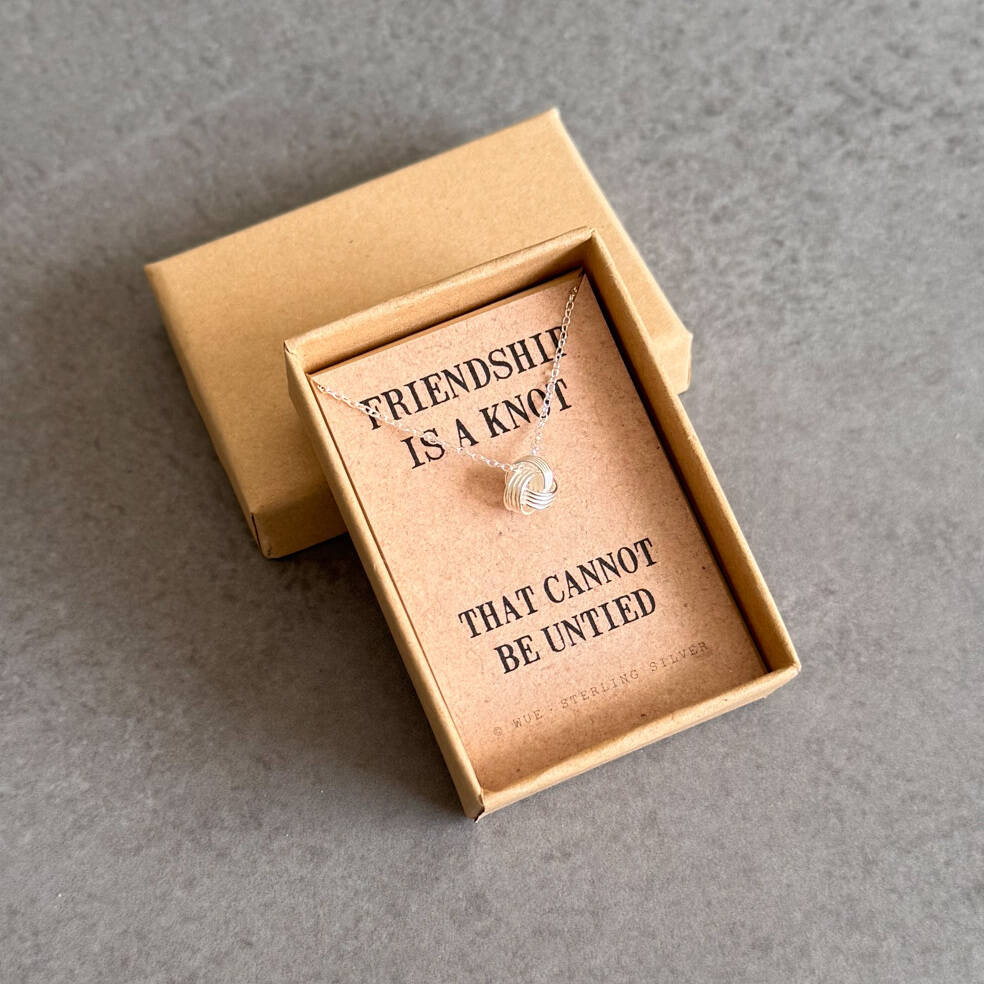 FRIENDSHIP
IS A KNOT
THAT CANNOT
BE UNTIED
© WUE · STERLING SILVER